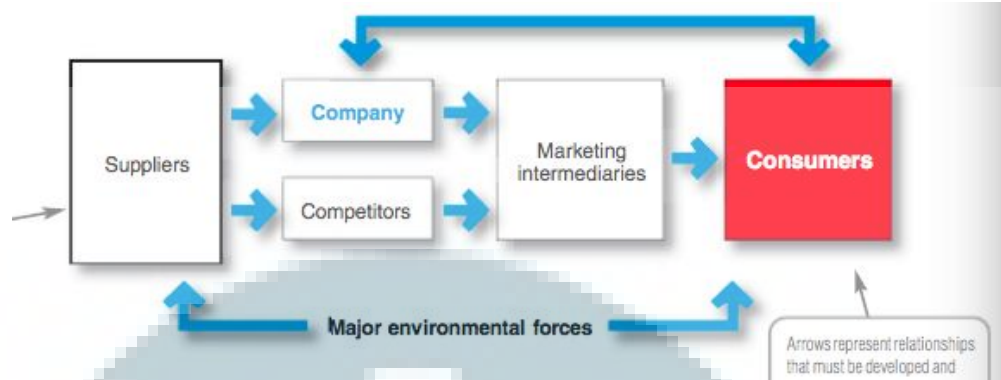 Suppliers
Company
Competitors
Marketing
intermediaries
Consumers
Major environmental forces
Arrows represent relationships
that must be developed and